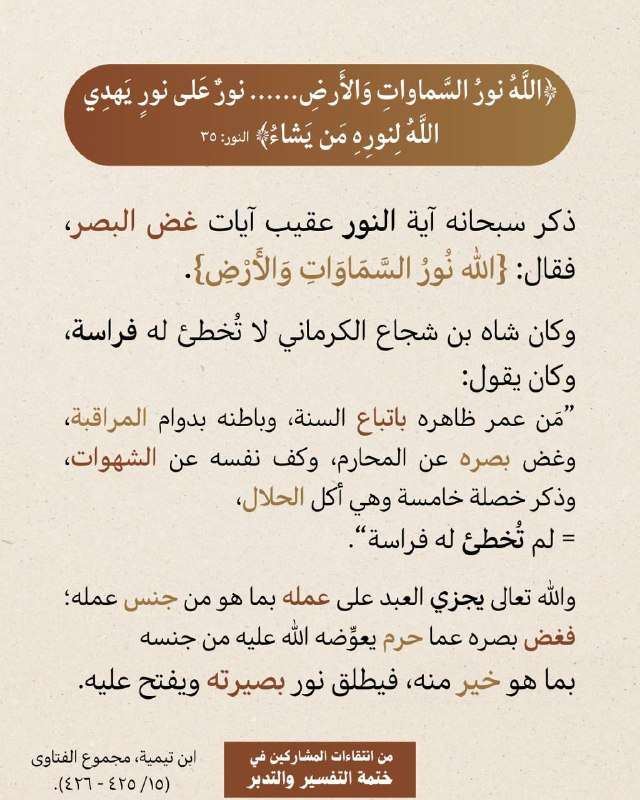 ﴿اللَّهُ نورُ السَّماواتِ وَالأَرضِ...... نورٌ عَلى نورٍ يَهدِي
اللَّهُ لِنورِهِ مَن يَشاءُ﴾ النور: ٣٥
ذكر سبحانه آية النور عقيب آيات غض البصر،
فقال: {الله نُورُ السَّمَاوَاتِ وَالأَرْضِ}.
وكان شاه بن شجاع الكرماني لا تُخطئ له فراسة،
وكان يقول:
”مَن عمر ظاهره باتباع السنة، وباطنه بدوام المراقبة،
وغض بصره عن المحارم، وكف نفسه عن الشهوات،
وذكر خصلة خامسة وهي أكل الحلال،
= لم تُخطئ له فراسة“.
والله تعالى يجزي العبد على عمله بما هو من جنس عمله؛
فغض بصره عما حرم يعوِّضه الله عليه من جنسه
بما هو خير منه، فيطلق نور بصيرته ويفتح عليه.
من انتقاءات المشاركين في
ختمة التفسير والتدبر
ابن تيمية، مجموع الفتاوى
(١٥/ ٤٢٥ - ٤٢٦).